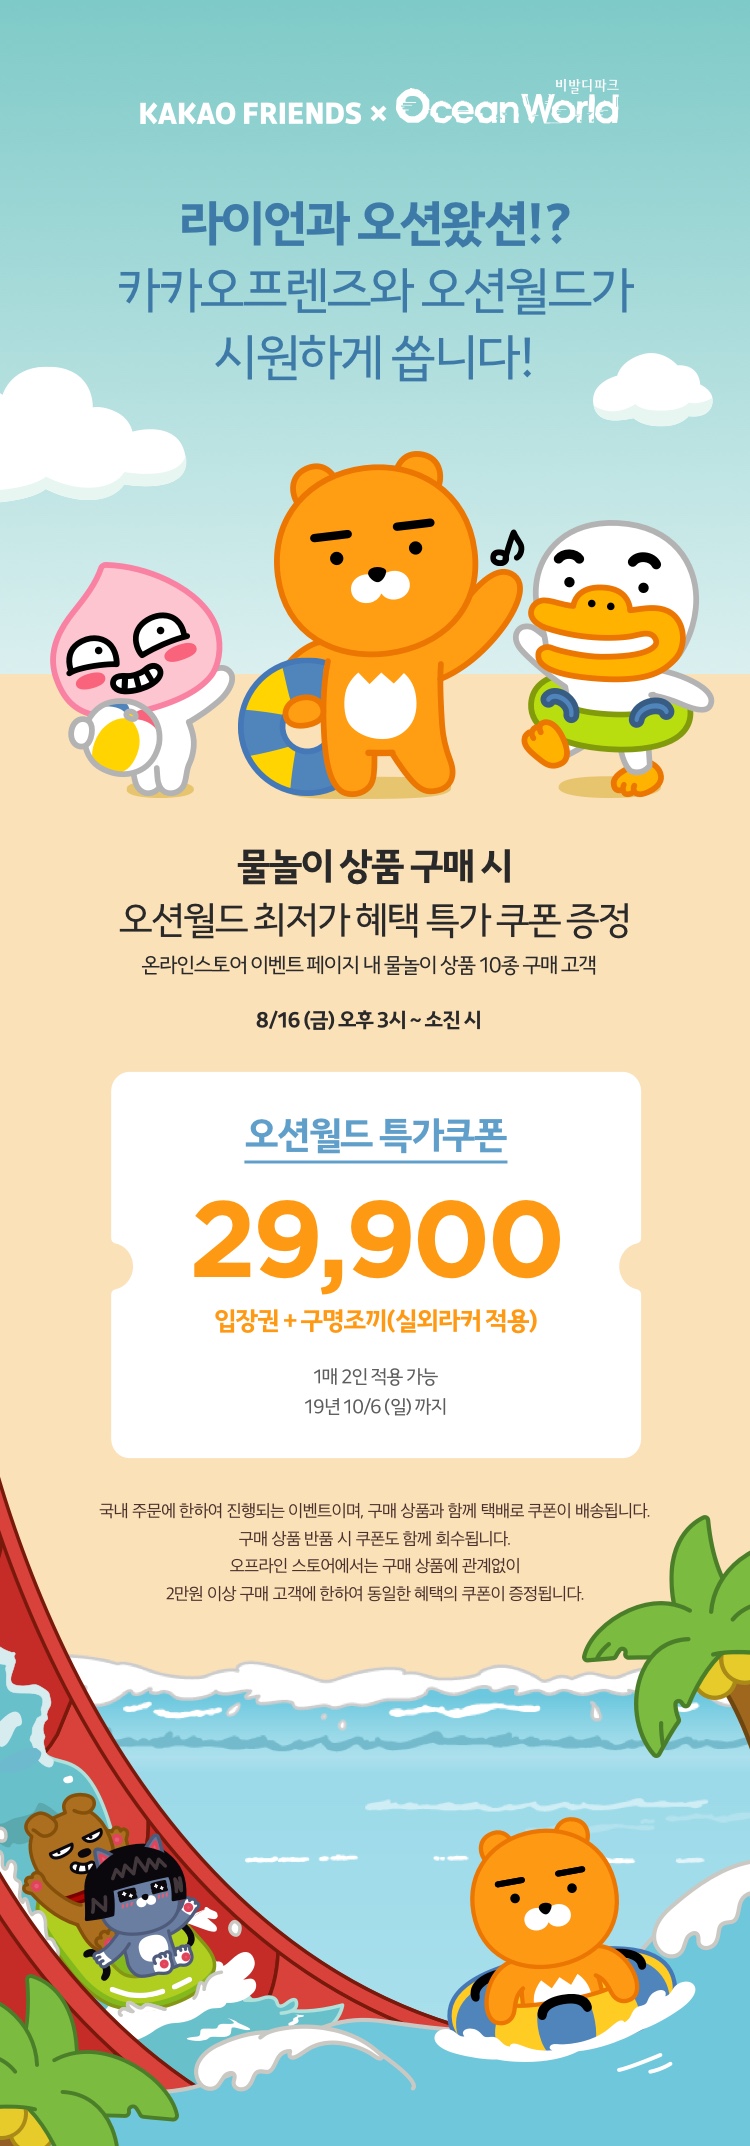 비발디파크
KAKAO FRIENDS × OceanWorld
라이언과 오션왔션!?
카카오프렌즈와 오션월드가
시원하게 쏩니다!
물놀이 상품 구매 시
오션월드 최저가 혜택 특가 쿠폰 증정
온라인스토어 이벤트 페이지 내 물놀이 상품 10종 구매 고객
8/16 (금) 오후 3시 ~ 소진 시
오션월드 특가쿠폰
29,900
입장권 + 구명조끼(실외라커 적용)
1매 2인 적용 가능
19년 10/6 (일) 까지
국내 주문에 한하여 진행되는 이벤트이며, 구매 상품과 함께 택배로 쿠폰이 배송됩니다.
구매 상품 반품 시 쿠폰도 함께 회수됩니다.
오프라인 스토어에서는 구매 상품에 관계없이
2만원 이상 구매 고객에 한하여 동일한 혜택의 쿠폰이 증정됩니다.